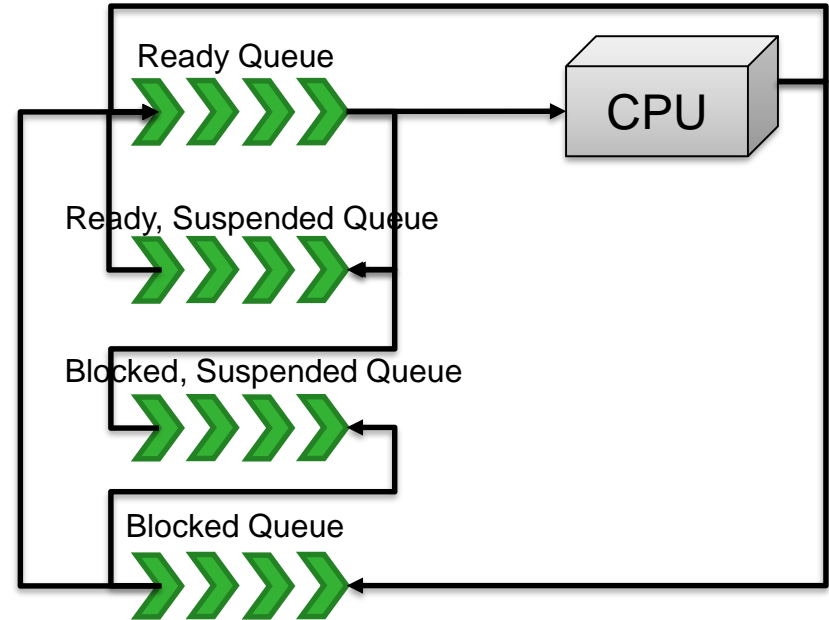 Ready Queue
CPU
Ready, Suspended Queue
Blocked, Suspended Queue
Blocked Queue